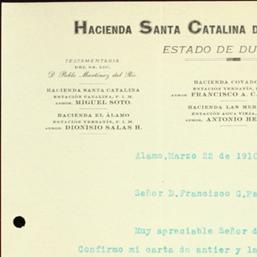 HACIENDA SANTA CATALINA D
ESTADO DE DU
TESTAMENTARIA
DEL SR. LIC.
D. Pablo Martínez del Río
HACIENDA SANTA CATALINA
ESTACIÓN CATALINA, F. I. M.
ADMOR. MIGUEL SOTO.
HACIENDA EL ÁLAMO
ESTACIÓN YERBANÍS, F. I. M.
ADMOR. DIONISIO SALAS H.
HACIENDA COVADO
ESTACIÓN YERBANÍS,
ADMOR. FRANCISCO A. C
HACIENDA LAS MER
ESTACIÓN AGUA VIEJA,
ADMOR. ANTONIO HE
Alamo, Marzo 22 de 1910
Señor D. Francisco G. Pa
Muy apreciable Señor d
Confirmo mi carta de antier y la